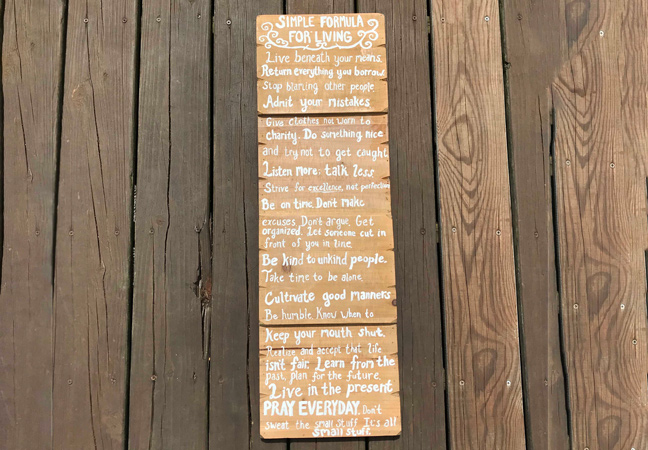 SIMPLE FORMULA
FOR LIVING
Live beneath your means.
Return everything you borrow
Stop blaming other people
Admit your mistakes
Give clothes not worn to
charity. Do something nice
and try not to get caught
Listen more: talk less
Strive for excellence, not perfection
Be on time. Don't make
excuses. Don't argue. Get
organized. Let someone cut in
front of you in line.
Be kind to unkind people.
Take time to be alone.
Cultivate good manners
Be humble. Know when to
Keep your mouth shut.
Realize and accept that life
isn't fair. Learn from the
past, plan for the future.
Live in the present
PRAY EVERYDAY. Don't
sweat the small stuff It's all
small stuff.